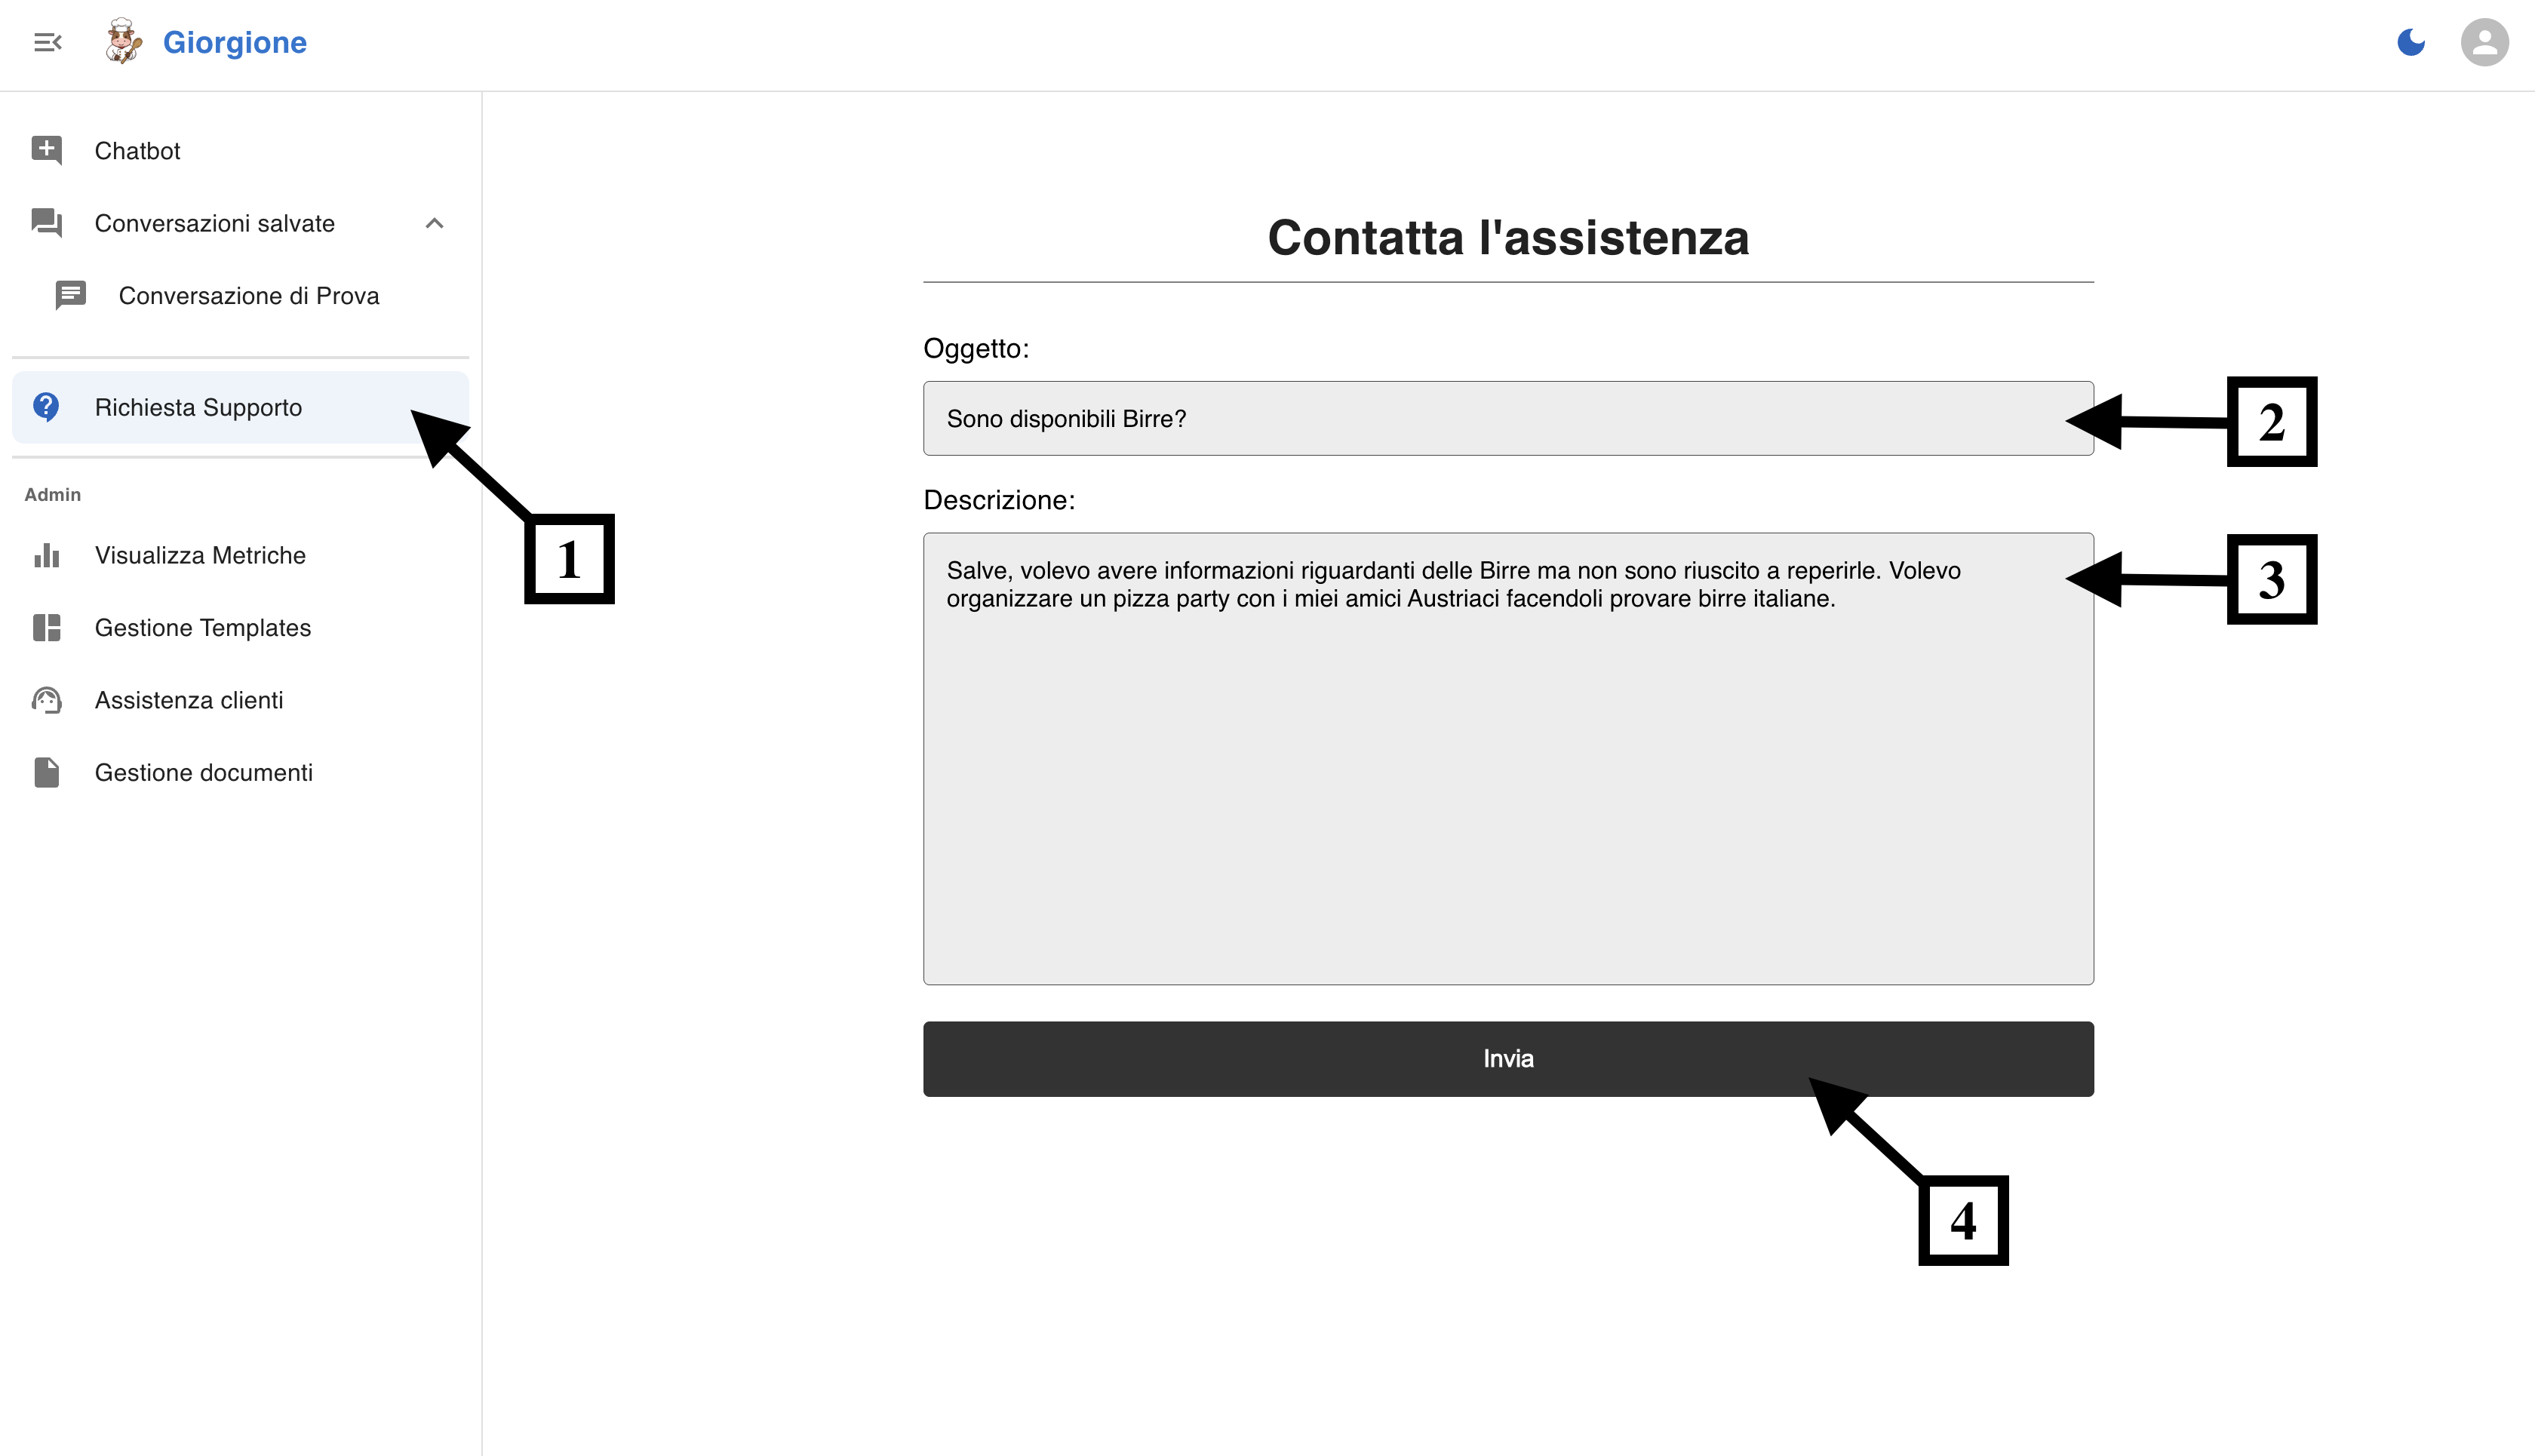 Giorgione
Chatbot
Conversazioni salvate
Conversazione di Prova
Richiesta Supporto
Admin
Visualizza Metriche
Gestione Templates
Assistenza clienti
Gestione documenti
1
Contatta l'assistenza
Oggetto:
Sono disponibili Birre?
2
Descrizione:
Salve, volevo avere informazioni riguardanti delle Birre ma non sono riuscito a reperirle. Volevo
organizzare un pizza party con i miei amici Austriaci facendoli provare birre italiane.
3
Invia
4